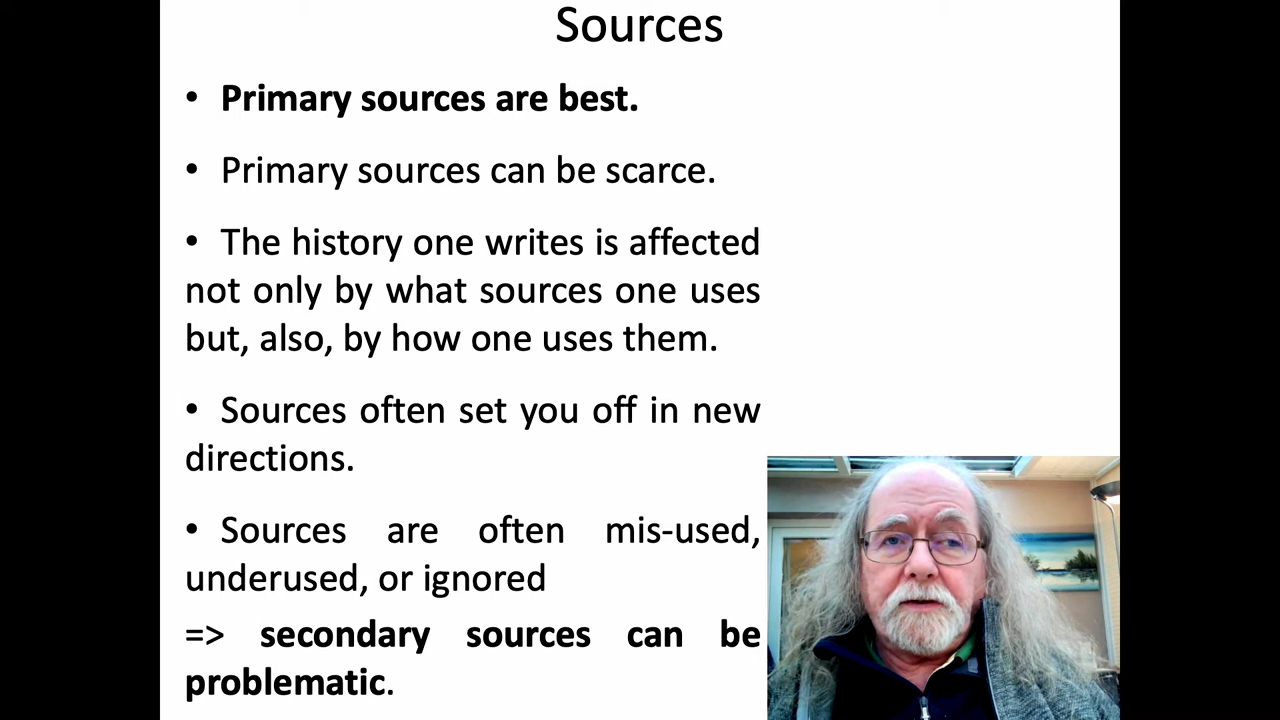 Sources
• Primary sources are best.
• Primary sources can be scarce.
• The history one writes is affected
not only by what sources one uses
but, also, by how one uses them.
• Sources often set you off in new
directions.
• Sources are often mis-used,
underused, or ignored
=> secondary sources can be
problematic.